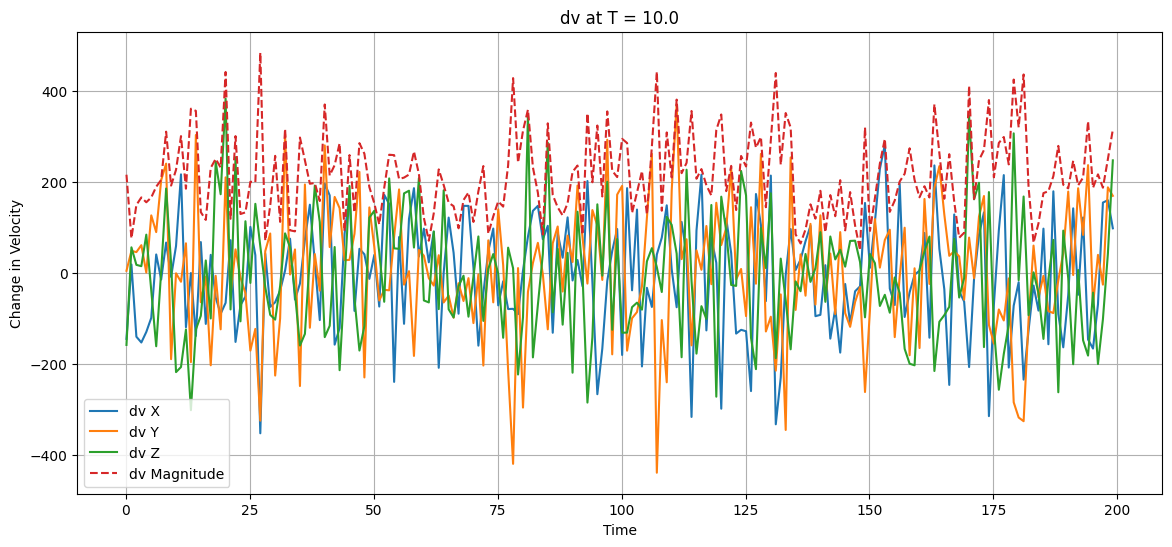 dv at T = 10.0
Change in Velocity
400
200
0
−200
−400
dv X
dv Y
dv Z
dv Magnitude
0
25
50
75
100
125
150
175
200
Time